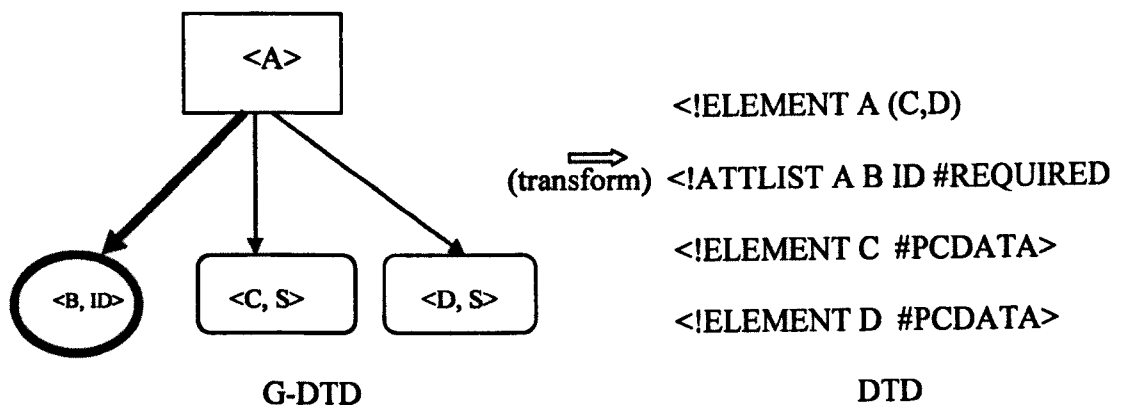 <A>
<B, ID>
<C, S>
<D, S>
G-DTD
(transform)
<!ELEMENT A (C,D)
<!ATTLIST A B ID #REQUIRED
<!ELEMENT C #PCDATA>
<!ELEMENT D #PCDATA>
DTD